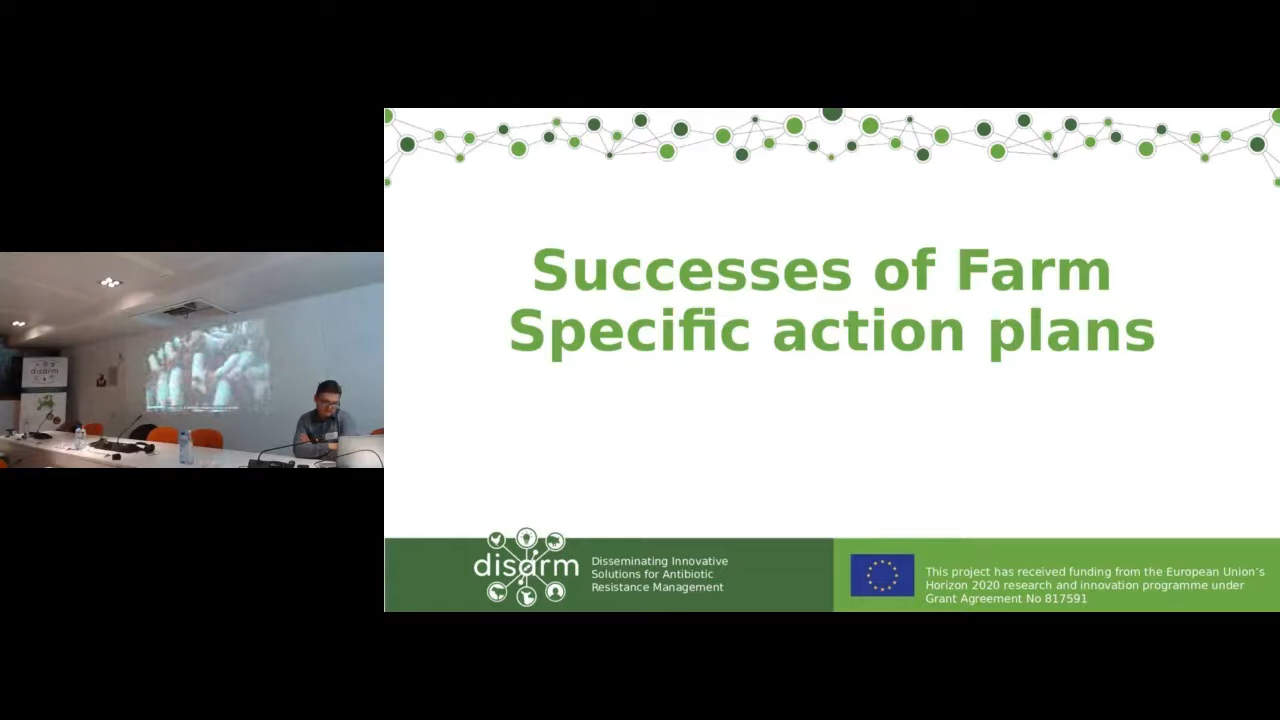 disarm
Successes of Farm
Specific action plans
disarm
Disseminating Innovative
Solutions for Antibiotic
Resistance Management
This project has received funding from the European Union’s
Horizon 2020 research and innovation programme under
Grant Agreement No 817591